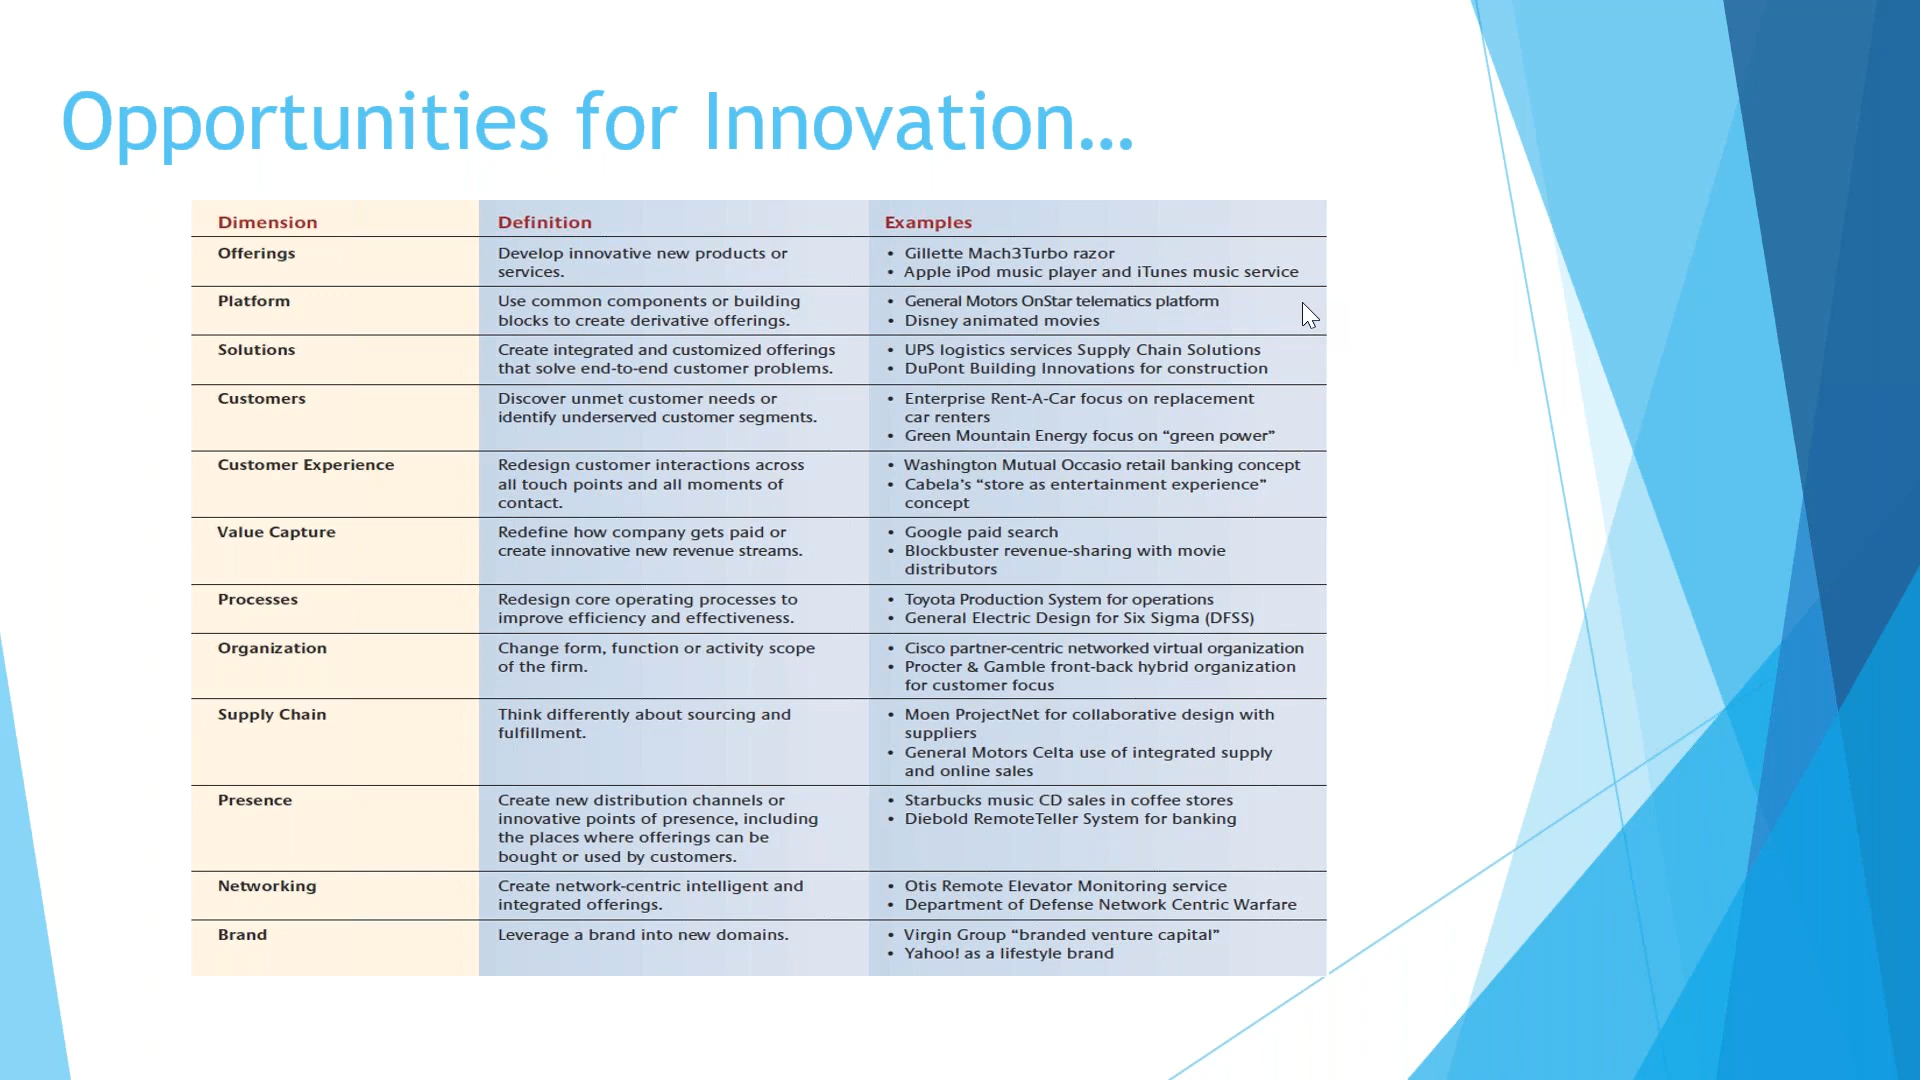 Opportunities for Innovation…
Dimension Definition Examples
Offerings Develop innovative new products or • Gillette Mach3Turbo razor
services. • Apple iPod music player and iTunes music service
Platform Use common components or building • General Motors OnStar telematics platform
blocks to create derivative offerings. • Disney animated movies
Solutions Create integrated and customized offerings • UPS logistics services Supply Chain Solutions
that solve end-to-end customer problems. • DuPont Building Innovations for construction
Customers Discover unmet customer needs or • Enterprise Rent-A-Car focus on replacement
identify underserved customer segments. car renters
• Green Mountain Energy focus on “green power”
Customer Experience Redesign customer interactions across • Washington Mutual Occasio retail banking concept
all touch points and all moments of • Cabela’s “store as entertainment experience”
contact. concept
Value Capture Redefine how company gets paid or • Google paid search
create innovative new revenue streams. • Blockbuster revenue-sharing with movie
distributors
Processes Redesign core operating processes to • Toyota Production System for operations
improve efficiency and effectiveness. • General Electric Design for Six Sigma (DFSS)
Organization Change form, function or activity scope • Cisco partner-centric networked virtual organization
of the firm. • Procter & Gamble front-back hybrid organization
for customer focus
Supply Chain Think differently about sourcing and • Moen ProjectNet for collaborative design with
fulfillment. suppliers
• General Motors Celta use of integrated supply
and online sales
Presence Create new distribution channels or • Starbucks music CD sales in coffee stores
innovative points of presence, including • Diebold RemoteTeller System for banking
the places where offerings can be
bought or used by customers.
Networking Create network-centric intelligent and • Otis Remote Elevator Monitoring service
integrated offerings. • Department of Defense Network Centric Warfare
Brand Leverage a brand into new domains. • Virgin Group “branded venture capital”
• Yahoo! as a lifestyle brand